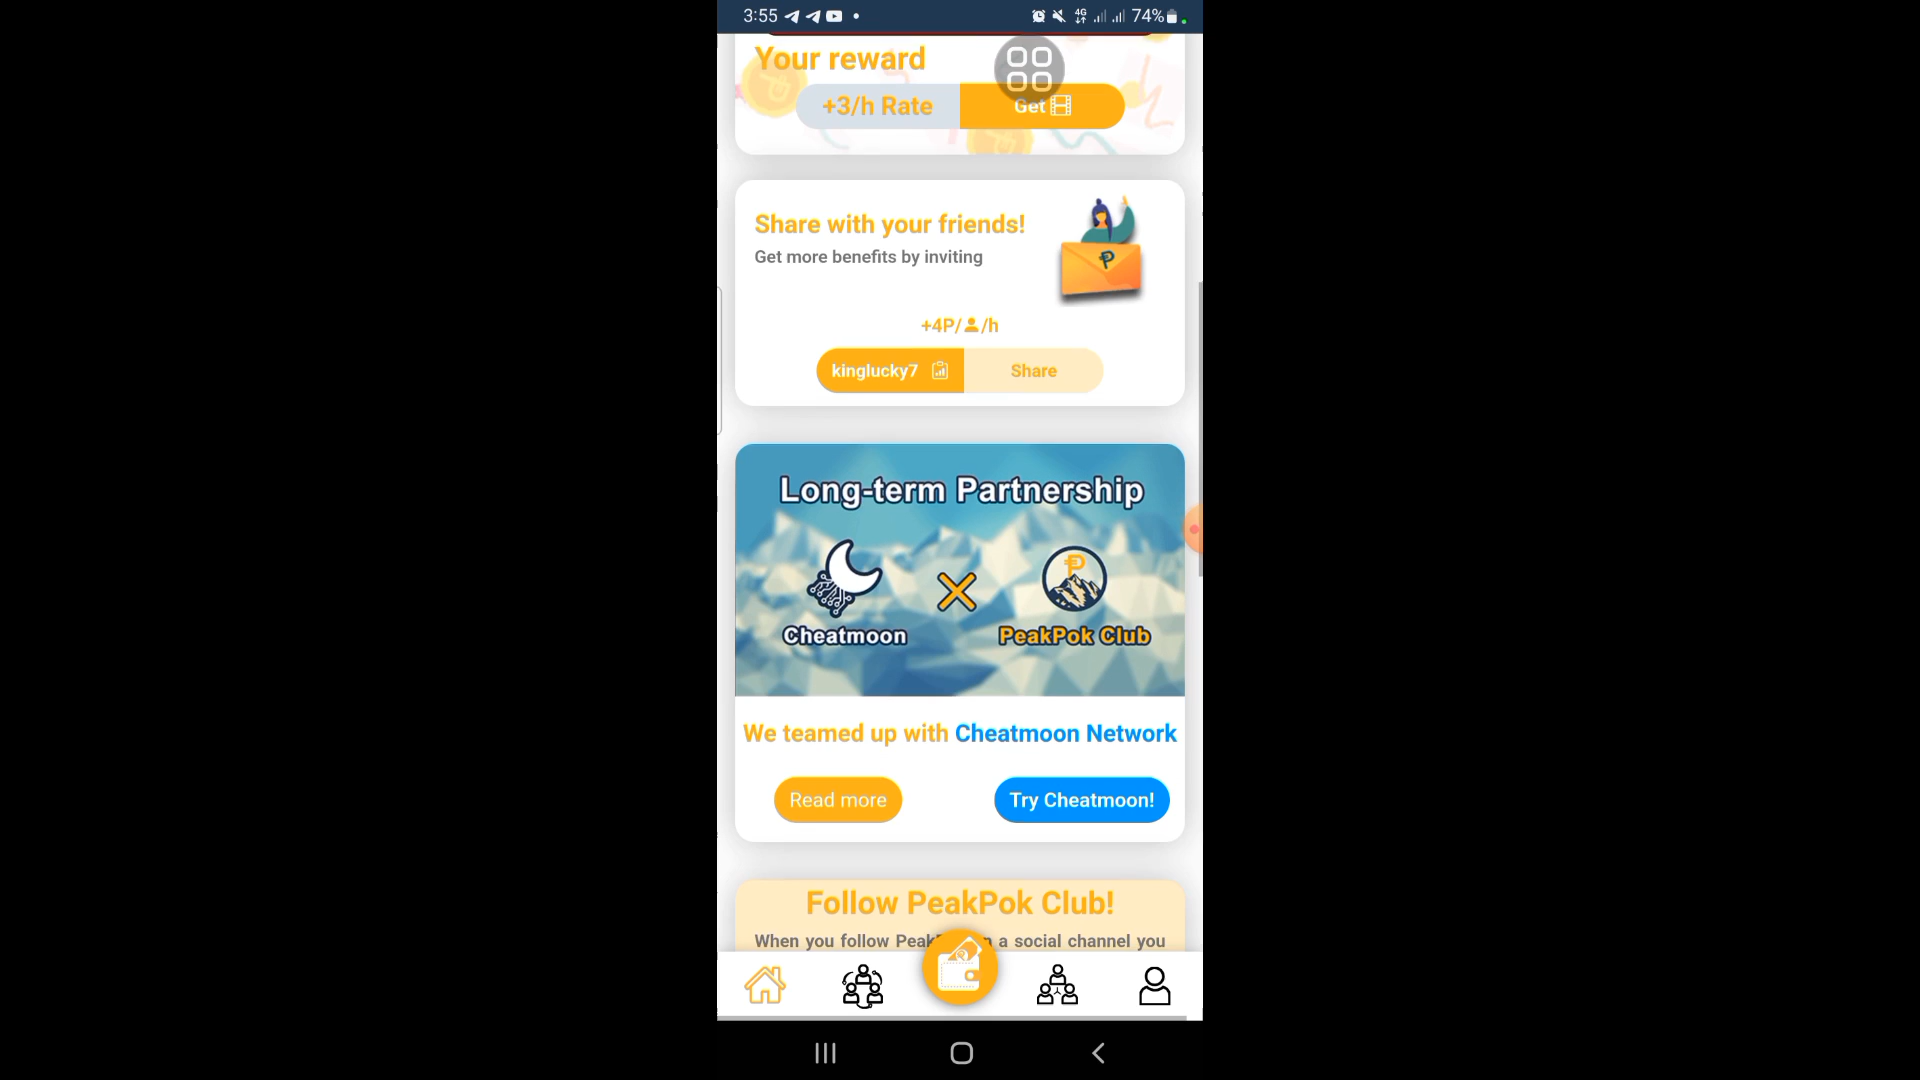 3:55
4G
74%
Your reward
+3/h Rate
Get
Share with your friends!
Get more benefits by inviting
P
+4P/ /h
kinglucky7
Share
Long-term Partnership
P
Cheatmoon
PeakPok Club
We teamed up with Cheatmoon Network
Read more
Try Cheatmoon!
Follow PeakPok Club!
When you follow a social channel you